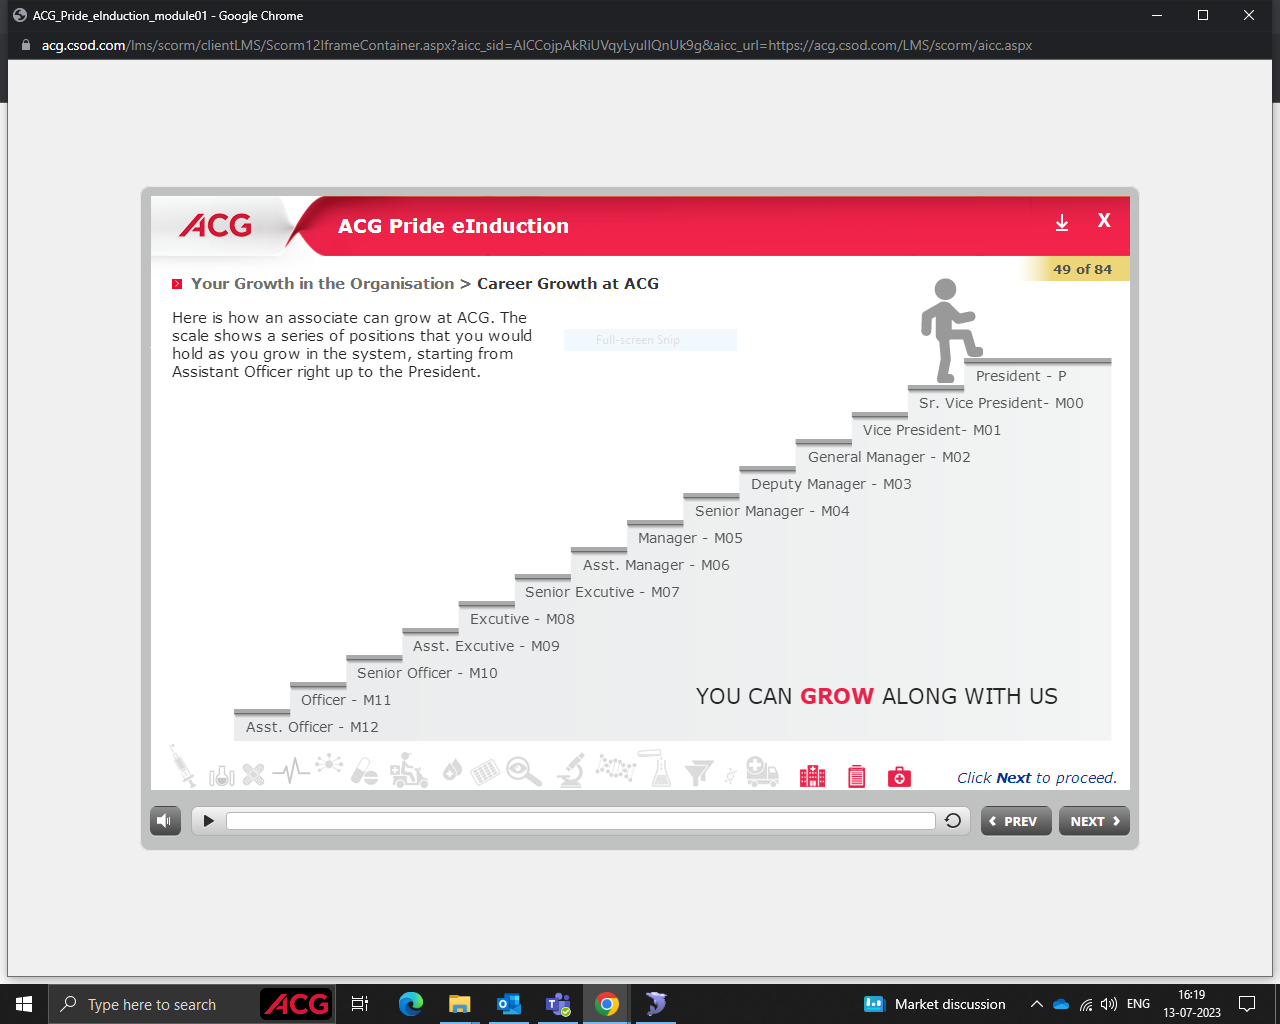 ACG_Pride_eInduction_module01 - Google Chrome
acg.csod.com/lms/scorm/clientLMS/Scorm12IframeContainer.aspx?aicc_sid=AICCojpAkRiUVqyLyulIQnUk9g&aicc_url=https://acg.csod.com/LMS/scorm/aicc.aspx
ACG
ACG Pride eInduction
X
49 of 84
Your Growth in the Organisation > Career Growth at ACG
Here is how an associate can grow at ACG. The
scale shows a series of positions that you would
hold as you grow in the system, starting from
Assistant Officer right up to the President.
Full-screen Snip
President - P
Sr. Vice President- M00
Vice President- M01
General Manager - M02
Deputy Manager - M03
Senior Manager - M04
Manager - M05
Asst. Manager - M06
Senior Excutive - M07
Excutive - M08
Asst. Excutive - M09
Senior Officer - M10
Officer - M11
Asst. Officer - M12
YOU CAN GROW ALONG WITH US
Click Next to proceed.
PREV
NEXT
Type here to search
ACG
Market discussion
ENG
16:19
13-07-2023